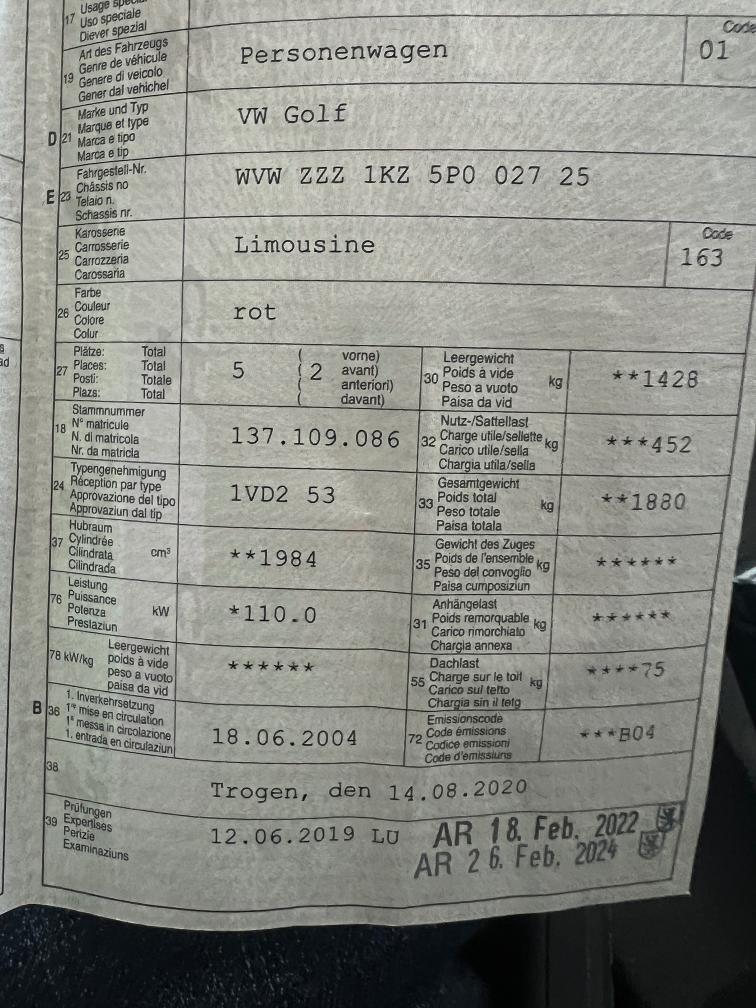 17 Usage
Uso speciale
Diever spezial
Code
19 Art des Fahrzeugs
Genre de véhicule
Genere di veicolo
Gener dal vehichel
Personenwagen
01
D 21 Marke und Typ
Marque et type
Marca e tipo
Marca e tip
VW Golf
E 23 Fahrgestell-Nr.
Châssis no
Telaio n.
Schassis nr.
WVW ZZZ 1KZ 5P0 027 25
25 Karosserie
Carrosserie
Carrozzeria
Carossaria
Limousine
Code
163
26 Farbe
Couleur
Colore
Colur
rot
27 Plätze: Total
Places: Total
Posti: Totale
Plazs: Total
5
( 2 vorne)
( avant)
( anteriori)
( davant)
30 Leergewicht
Poids à vide
Peso a vuoto
Paisa da vid
kg
**1428
18 Stammnummer
N° matricule
N. di matricola
Nr. da matricla
137.109.086
32 Nutz-/Sattellast
Charge utile/sellette
Carico utile/sella
Chargia utila/sella
kg
***452
24 Typengenehmigung
Réception par type
Approvazione del tipo
Approvaziun dal tip
1VD2 53
33 Gesamtgewicht
Poids total
Peso totale
Paisa totala
kg
**1880
37 Hubraum
Cylindrée
Cilindrata
Cilindrada
cm³
**1984
35 Gewicht des Zuges
Poids de l'ensemble
Peso del convoglio
Paisa cumposiziun
kg
******
76 Leistung
Puissance
Potenza
Prestaziun
kW
*110.0
31 Anhängelast
Poids remorquable
Carico rimorchiato
Chargia annexa
kg
******
78 kW/kg Leergewicht
poids à vide
peso a vuoto
paisa da vid
******
55 Dachlast
Charge sur le toit
Carico sul tetto
Chargia sin il tetg
kg
****75
B 36 1. Inverkehrsetzung
1re mise en circulation
1a messa in circolazione
1. entrada en circulaziun
18.06.2004
72 Emissionscode
Code émissions
Codice emissioni
Code d'emissiuns
***B04
38
Trogen, den 14.08.2020
39 Prüfungen
Expertises
Perizie
Examinaziuns
12.06.2019 LU
AR 18. Feb. 2022
AR 26. Feb. 2024